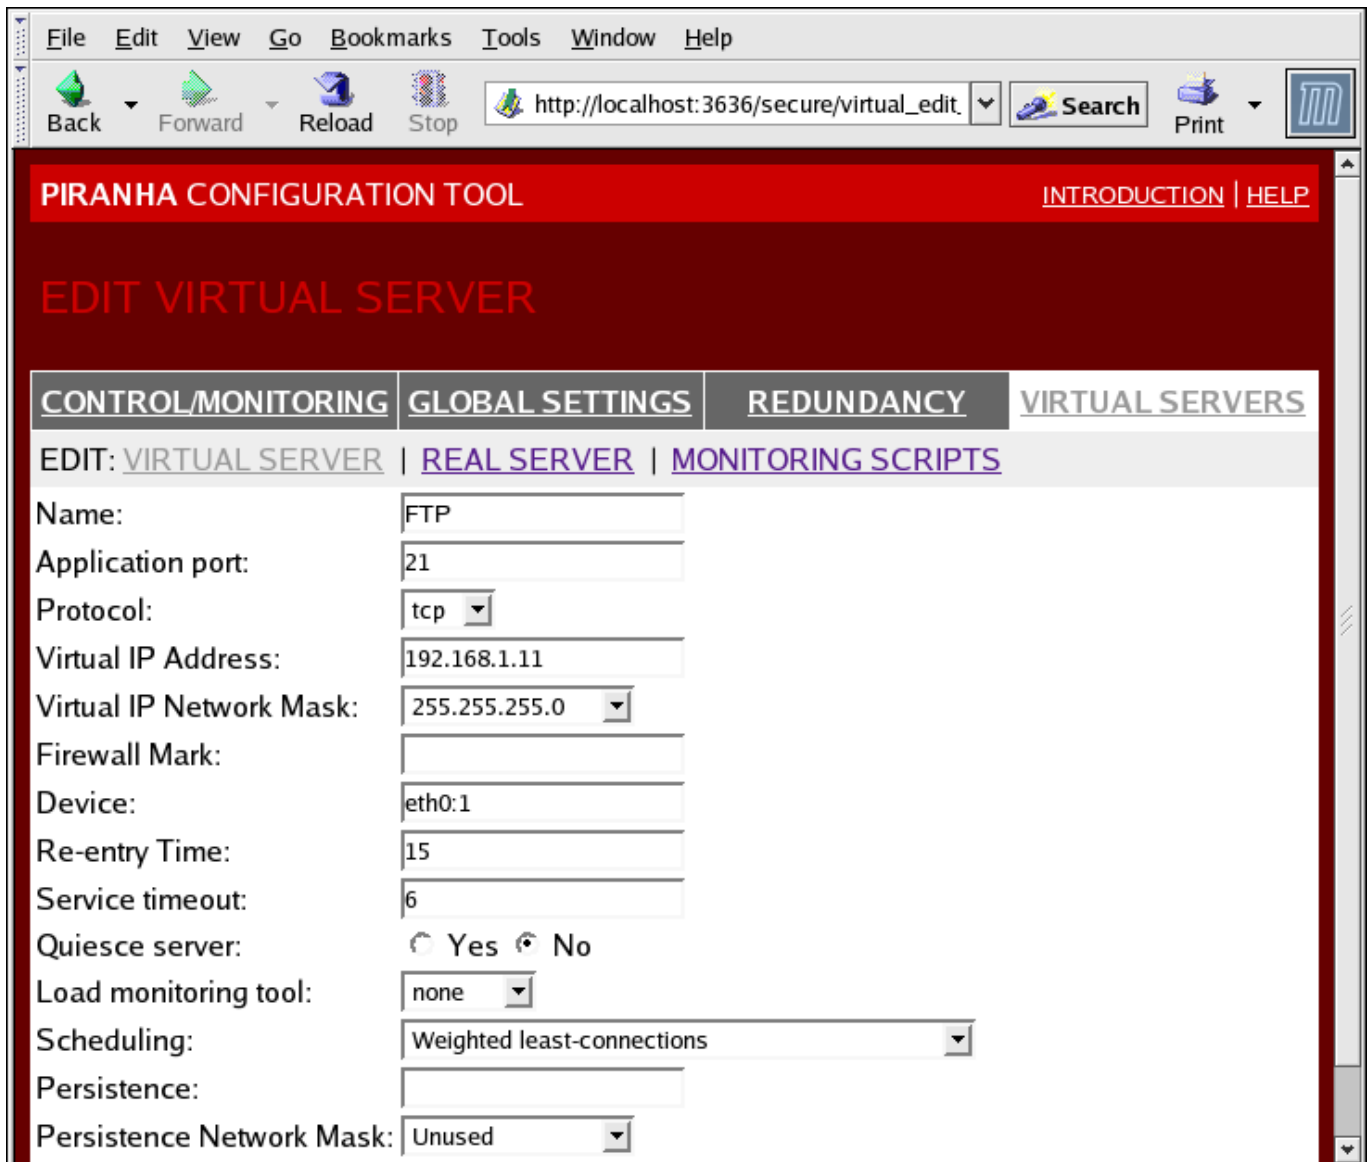 File Edit View Go Bookmarks Tools Window Help
Back Forward Reload Stop http://localhost:3636/secure/virtual_edit_ Search Print
PIRANHA CONFIGURATION TOOL INTRODUCTION | HELP
EDIT VIRTUAL SERVER
CONTROL/MONITORING GLOBAL SETTINGS REDUNDANCY VIRTUAL SERVERS
EDIT: VIRTUAL SERVER | REAL SERVER | MONITORING SCRIPTS
Name: FTP
Application port: 21
Protocol: tcp
Virtual IP Address: 192.168.1.11
Virtual IP Network Mask: 255.255.255.0
Firewall Mark:
Device: eth0:1
Re-entry Time: 15
Service timeout: 6
Quiesce server: Yes No
Load monitoring tool: none
Scheduling: Weighted least-connections
Persistence:
Persistence Network Mask: Unused